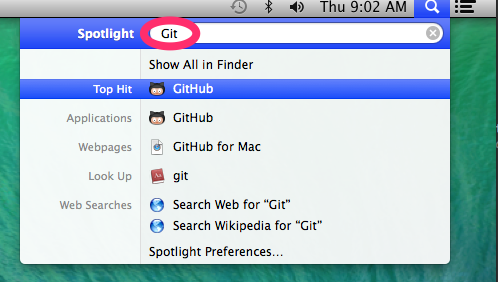 Thu 9:02 AM
Spotlight Git
Show All in Finder
Top Hit GitHub
Applications GitHub
Webpages GitHub for Mac
Look Up git
Web Searches Search Web for “Git”
Search Wikipedia for “Git”
Spotlight Preferences...